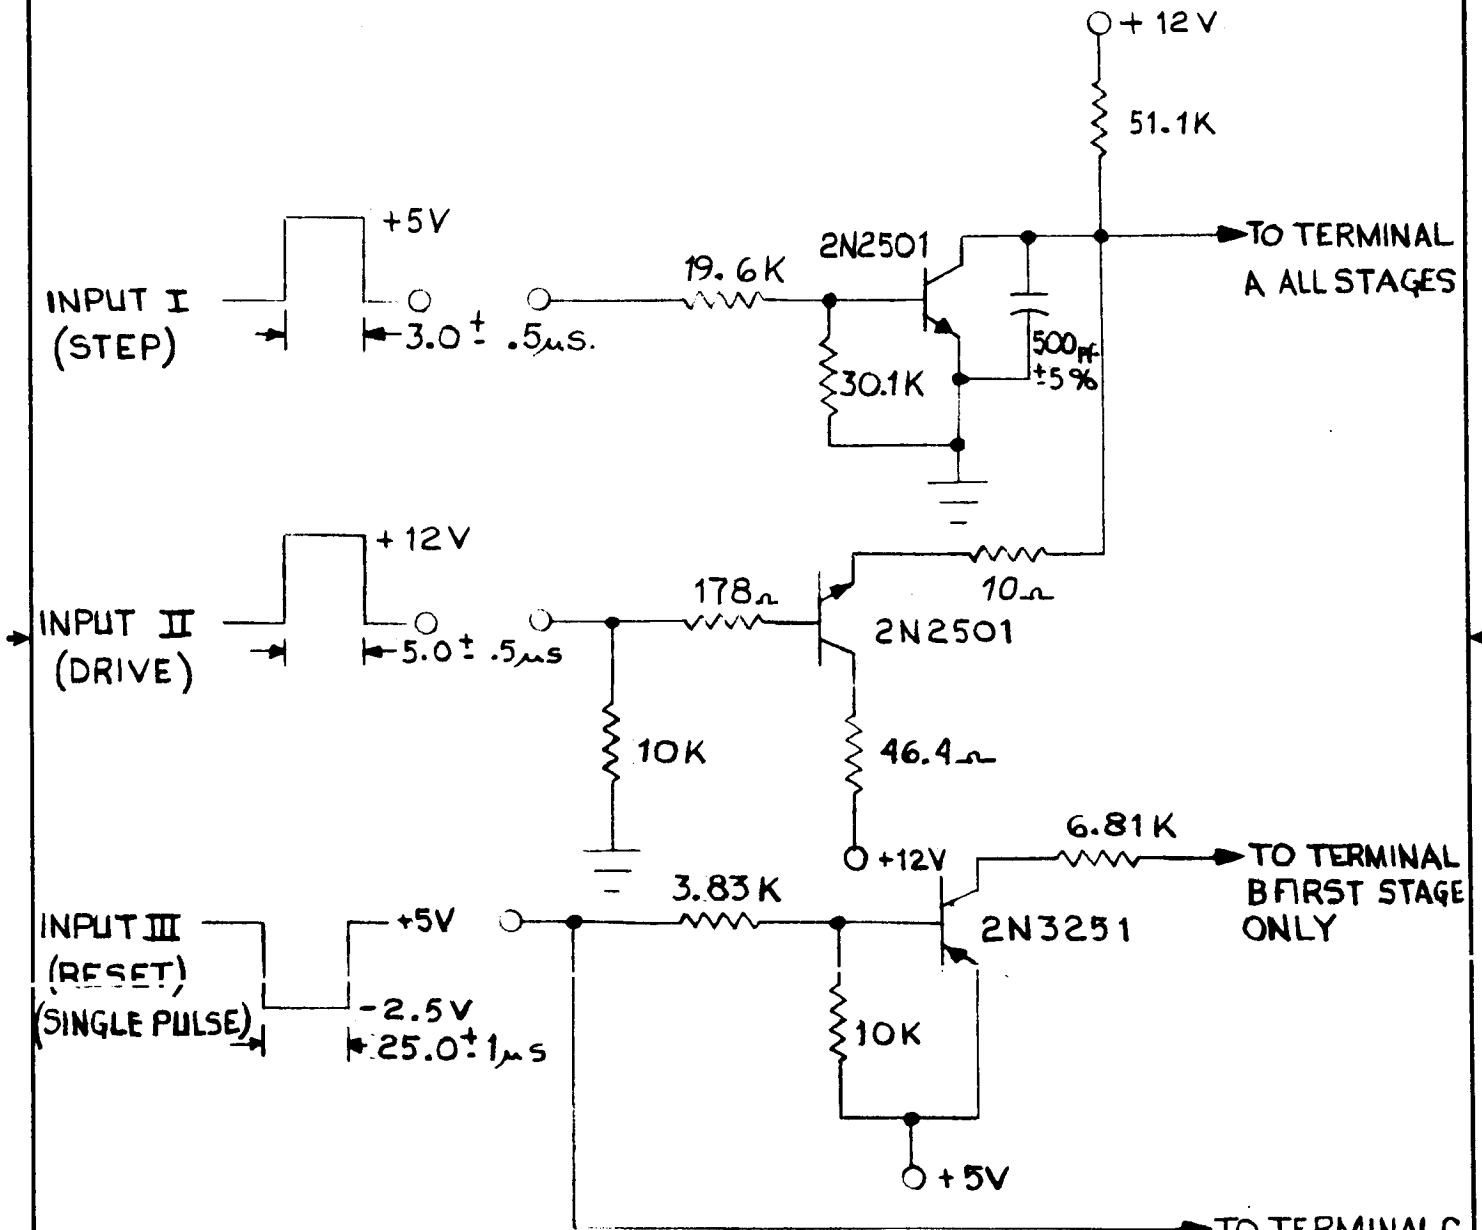 + 12V
51.1K
+5V
2N2501
TO TERMINAL
A ALL STAGES
19.6K
INPUT I
(STEP)
3.0 ± .5μs.
500pf
±5%
30.1K
+ 12V
178Ω
10Ω
INPUT II
(DRIVE)
5.0 ± .5μs
2N2501
10K
46.4Ω
6.81K
+12V
TO TERMINAL
B FIRST STAGE
ONLY
3.83K
INPUT III
(RESET)
(SINGLE PULSE)
+5V
2N3251
-2.5V
25.0 ± 1μs
10K
+5V
TO TERMINAL C